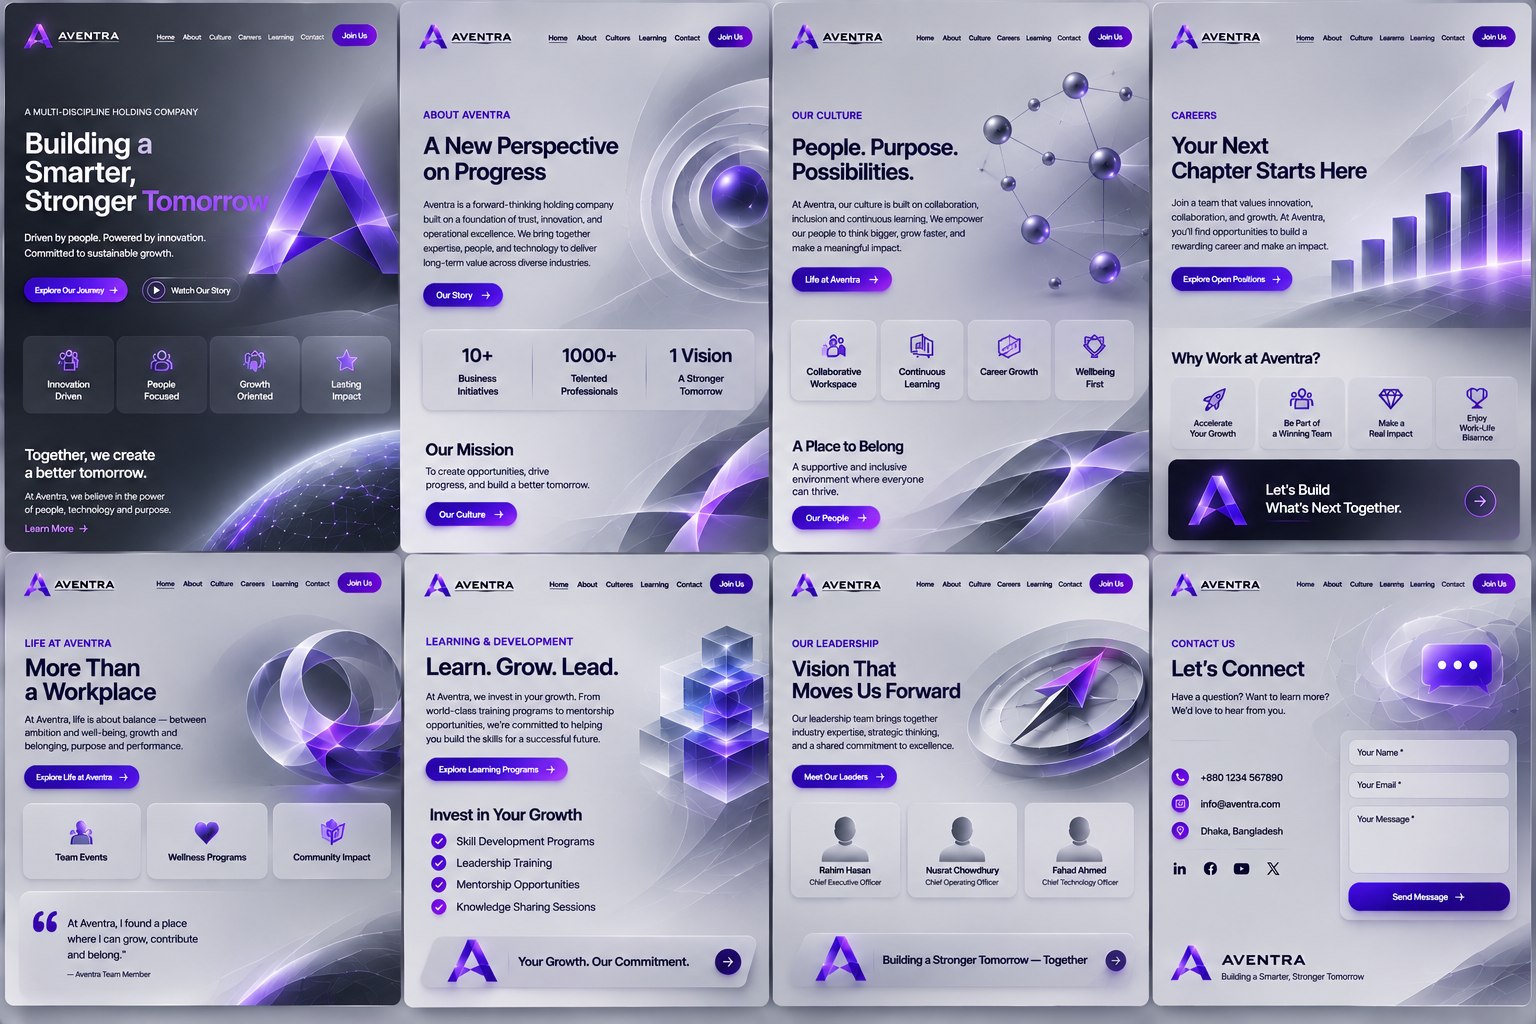 AVENTRA
Home About Culture Careers Learning Contact Join Us
A MULTI-DISCIPLINE HOLDING COMPANY
Building a
Smarter,
Stronger Tomorrow
Driven by people. Powered by innovation.
Committed to sustainable growth.
Explore Our Journey
Watch Our Story
Innovation
Driven
People
Focused
Growth
Oriented
Lasting
Impact
Together, we create
a better tomorrow.
At Aventra, we believe in the power
of people, technology and purpose.
Learn More
AVENTRA
Home About Culture Learning Contact Join Us
ABOUT AVENTRA
A New Perspective
on Progress
Aventra is a forward-thinking holding company
built on a foundation of trust, innovation, and
operational excellence. We bring together
expertise, people, and technology to deliver
long-term value across diverse industries.
Our Story
10+
Business
Initiatives
1000+
Telented
Professionals
1 Vision
A Stronger
Tomorrow
Our Mission
To create opportunities, drive
progress, and build a better tomorrow.
Our Culture
AVENTRA
Home About Culture Careers Learning Contact Join Us
OUR CULTURE
People. Purpose.
Possibilities.
At Aventra, our culture is built on collaboration,
inclusion and continuous learning. We empower
our people to think bigger, grow faster, and
make a meaningful impact.
Life at Aventra
Collaborative
Workspace
Continuous
Learning
Career Growth
Wellbeing
First
A Place to Belong
A supportive and inclusive
environment where everyone
can thrive.
Our People
AVENTRA
Home About Culture Learning Contact Join Us
CAREERS
Your Next
Chapter Starts Here
Join a team that values innovation,
collaboration, and growth. At Aventra,
you'll find opportunities to build a
rewarding career and make an impact.
Explore Open Positions
Why Work at Aventra?
Accelerate
Your Growth
Be Part of
a Winning Team
Make a
Real Impact
Enjoy
Work-Life
Let's Build
What's Next Together.
AVENTRA
Home About Culture Careers Learning Contact Join Us
LIFE AT AVENTRA
More Than
a Workplace
At Aventra, life is about balance — between
ambition and well-being, growth and
belonging, purpose and performance.
Explore Life at Aventra
Team Events
Wellness Programs
Community Impact
“
At Aventra, I found a place
where I can grow, contribute
and belong.”
— Aventra Team Member
AVENTRA
Home About Culteres Learning Contact Join Us
LEARNING & DEVELOPMENT
Learn. Grow. Lead.
At Aventra, we invest in your growth. From
world-class training programs to mentorship
opportunities, we're committed to helping
you build the skills for a successful future.
Explore Learning Programs
Invest in Your Growth
Skill Development Programs
Leadership Training
Mentorship Opportunities
Knowledge Sharing Sessions
Your Growth. Our Commitment.
AVENTRA
Home About Culture Careers Learning Contact Join Us
OUR LEADERSHIP
Vision That
Moves Us Forward
Our leadership team brings together
industry expertise, strategic thinking,
and a shared commitment to excellence.
Meet Our Leaders
Rahim Hasan
Chief Executive Officer
Nusrat Chowdhury
Chief Operating Officer
Fahad Ahmed
Chief Technology Officer
Building a Stronger Tomorrow — Together
AVENTRA
Home About Culture Learning Contact Join Us
CONTACT US
Let's Connect
Have a question? Want to learn more?
We'd love to hear from you.
Your Name *
Your Email *
Your Message *
Send Message
+880 1234 567890
info@aventra.com
Dhaka, Bangladesh
AVENTRA
Building a Smarter, Stronger Tomorrow